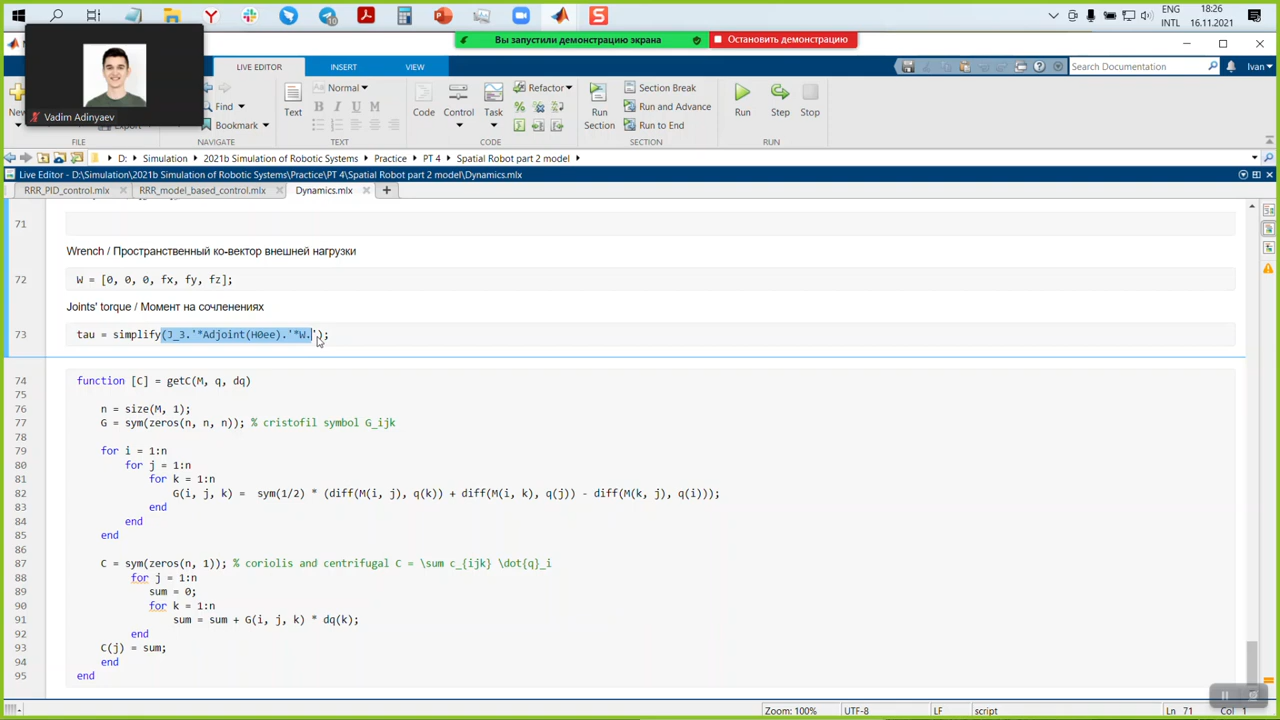 ENG
INTL
18:26
16.11.2021
Вы запустили демонстрацию экрана
Остановить демонстрацию
Vadim Adinyaev
LIVE EDITOR
INSERT
VIEW
Search Documentation
Ivan
New
Export
Find
Bookmark
Text
Normal
B I U M
Code
Control
Task
Refactor
Run
Section
Section Break
Run and Advance
Run to End
Run
Step
Stop
FILE
NAVIGATE
TEXT
CODE
SECTION
RUN
D: Simulation 2021b Simulation of Robotic Systems Practice PT 4 Spatial Robot part 2 model
Live Editor - D:\Simulation\2021b Simulation of Robotic Systems\Practice\PT 4\Spatial Robot part 2 model\Dynamics.mlx
RRR_PID_control.mlx
RRR_model_based_control.mlx
Dynamics.mlx
71
Wrench / Пространственный ко-вектор внешней нагрузки
72 W = [0, 0, 0, fx, fy, fz];
Joints' torque / Момент на сочленениях
73 tau = simplify(J_3.'*Adjoint(H0ee).'*W.');
74 function [C] = getC(M, q, dq)
75
76 n = size(M, 1);
77 G = sym(zeros(n, n, n)); % cristofil symbol G_ijk
78
79 for i = 1:n
80 for j = 1:n
81 for k = 1:n
82 G(i, j, k) = sym(1/2) * (diff(M(i, j), q(k)) + diff(M(i, k), q(j)) - diff(M(k, j), q(i)));
83 end
84 end
85 end
86
87 C = sym(zeros(n, 1)); % coriolis and centrifugal C = \sum c_{ijk} \dot{q}_i
88 for j = 1:n
89 sum = 0;
90 for k = 1:n
91 sum = sum + G(i, j, k) * dq(k);
92 end
93 C(j) = sum;
94 end
95 end
Zoom: 100%
UTF-8
LF
script
Ln 71
Col 1